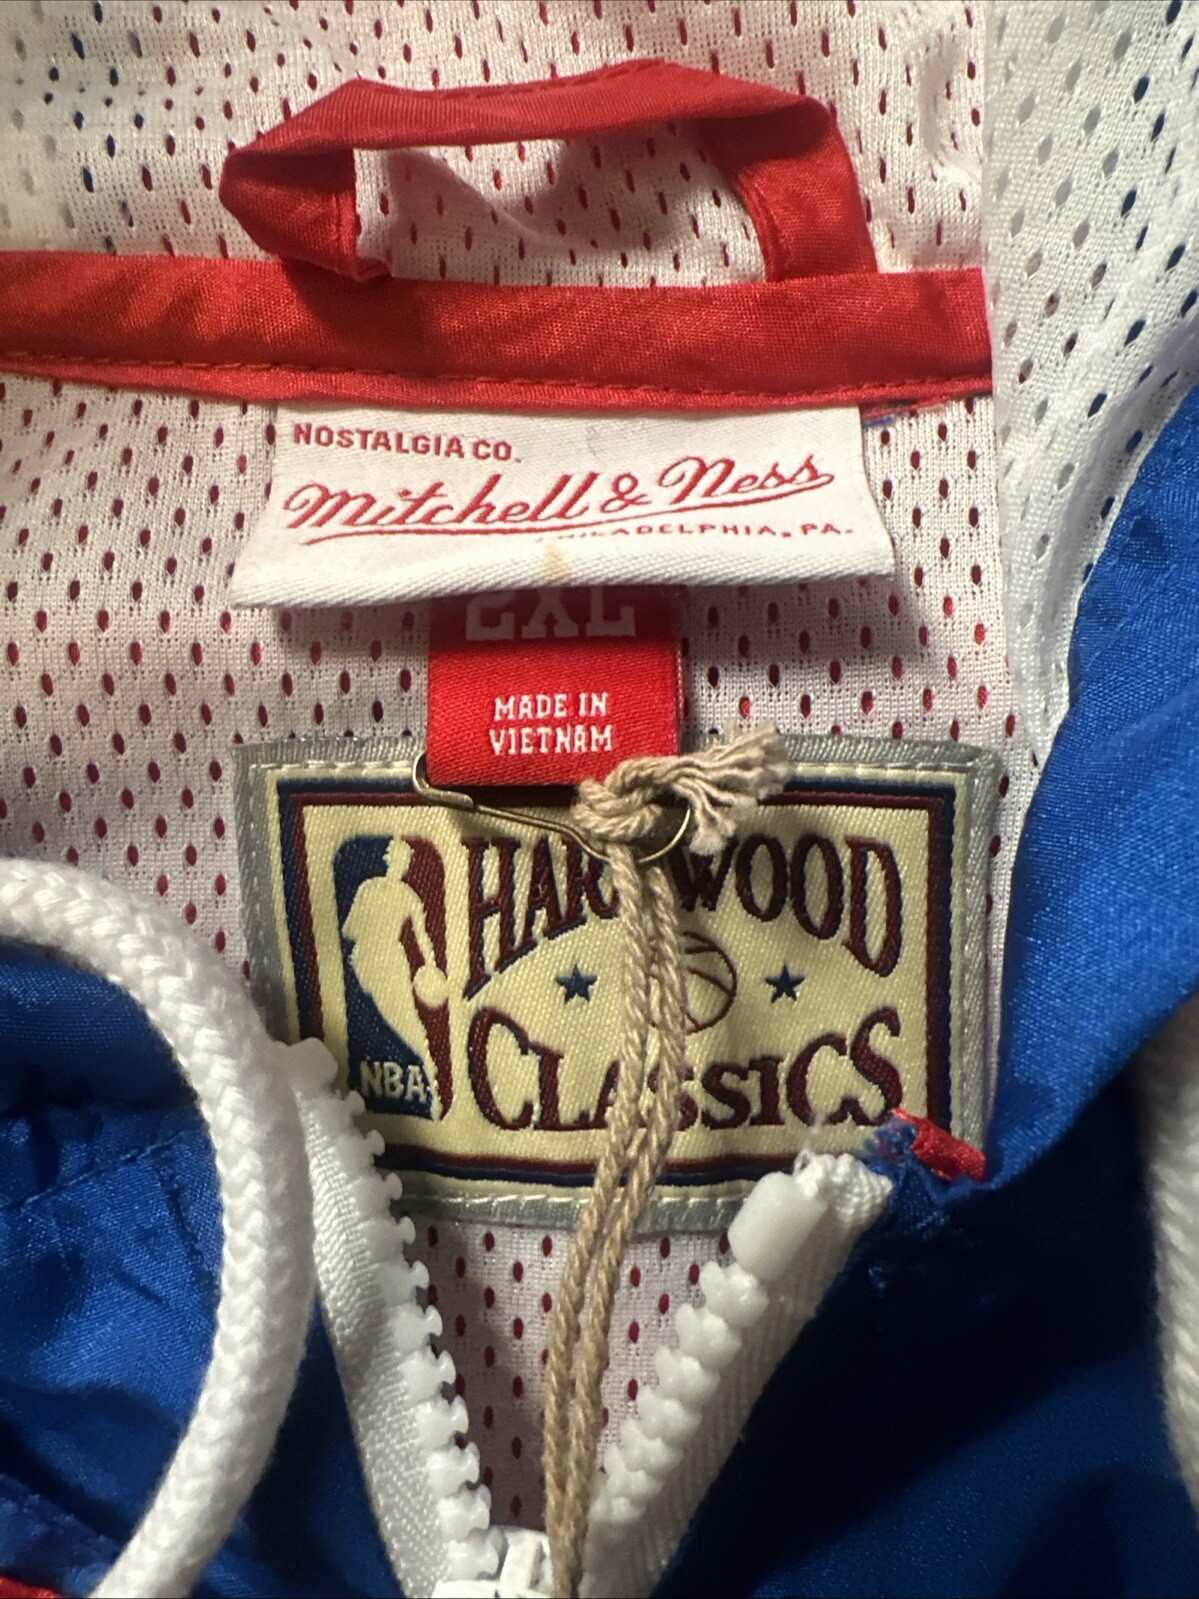 NOSTALGIA CO.
Mitchell & Ness
PHILADELPHIA, PA.
2XL
MADE IN
VIETNAM
HARDWOOD
CLASSICS
NBA